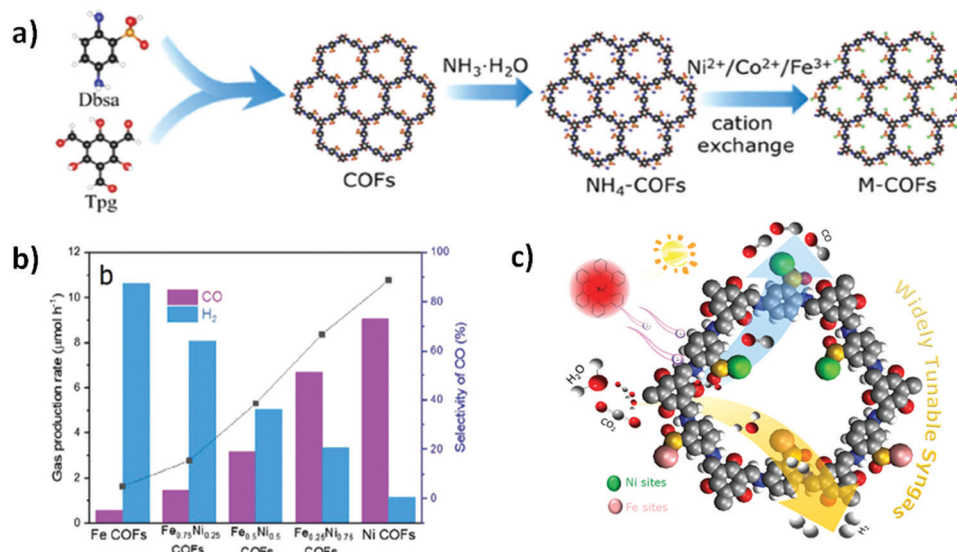 a)
Dbsa
Tpg
COFs
NH₃·H₂O
NH₄-COFs
Ni²⁺/Co²⁺/Fe³⁺
cation
exchange
M-COFs
b)
b
Gas production rate (μmol h⁻¹)
12
10
8
6
4
2
0
CO
H₂
100
80
60
40
20
0
Selectivity of CO (%)
Fe COFs
Fe₀.₇₅Ni₀.₂₅
COFs
Fe₀.₅Ni₀.₅
COFs
Fe₀.₂₅Ni₀.₇₅
COFs
Ni COFs
c)
CO
H₂O
CO₂
Ni sites
Fe sites
H₂
Widely Tunable Syngas